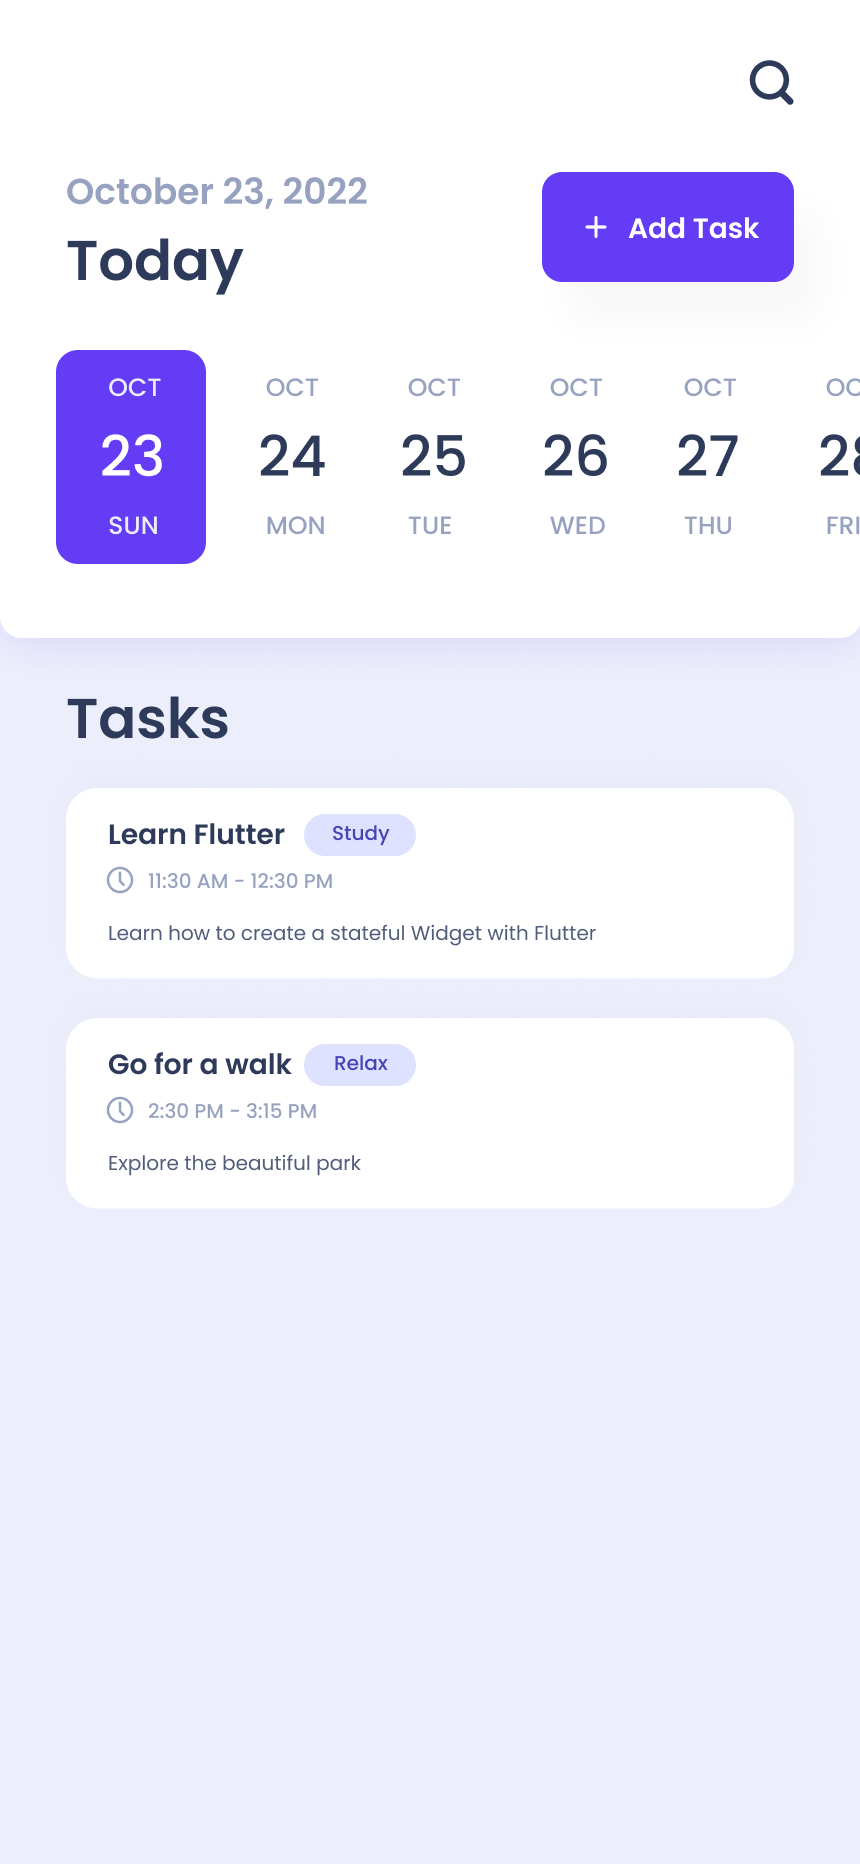 October 23, 2022
Today
+ Add Task
OCT OCT OCT OCT OCT OC
23 24 25 26 27 28
SUN MON TUE WED THU FRI
Tasks
Learn Flutter Study
11:30 AM - 12:30 PM
Learn how to create a stateful Widget with Flutter
Go for a walk Relax
2:30 PM - 3:15 PM
Explore the beautiful park